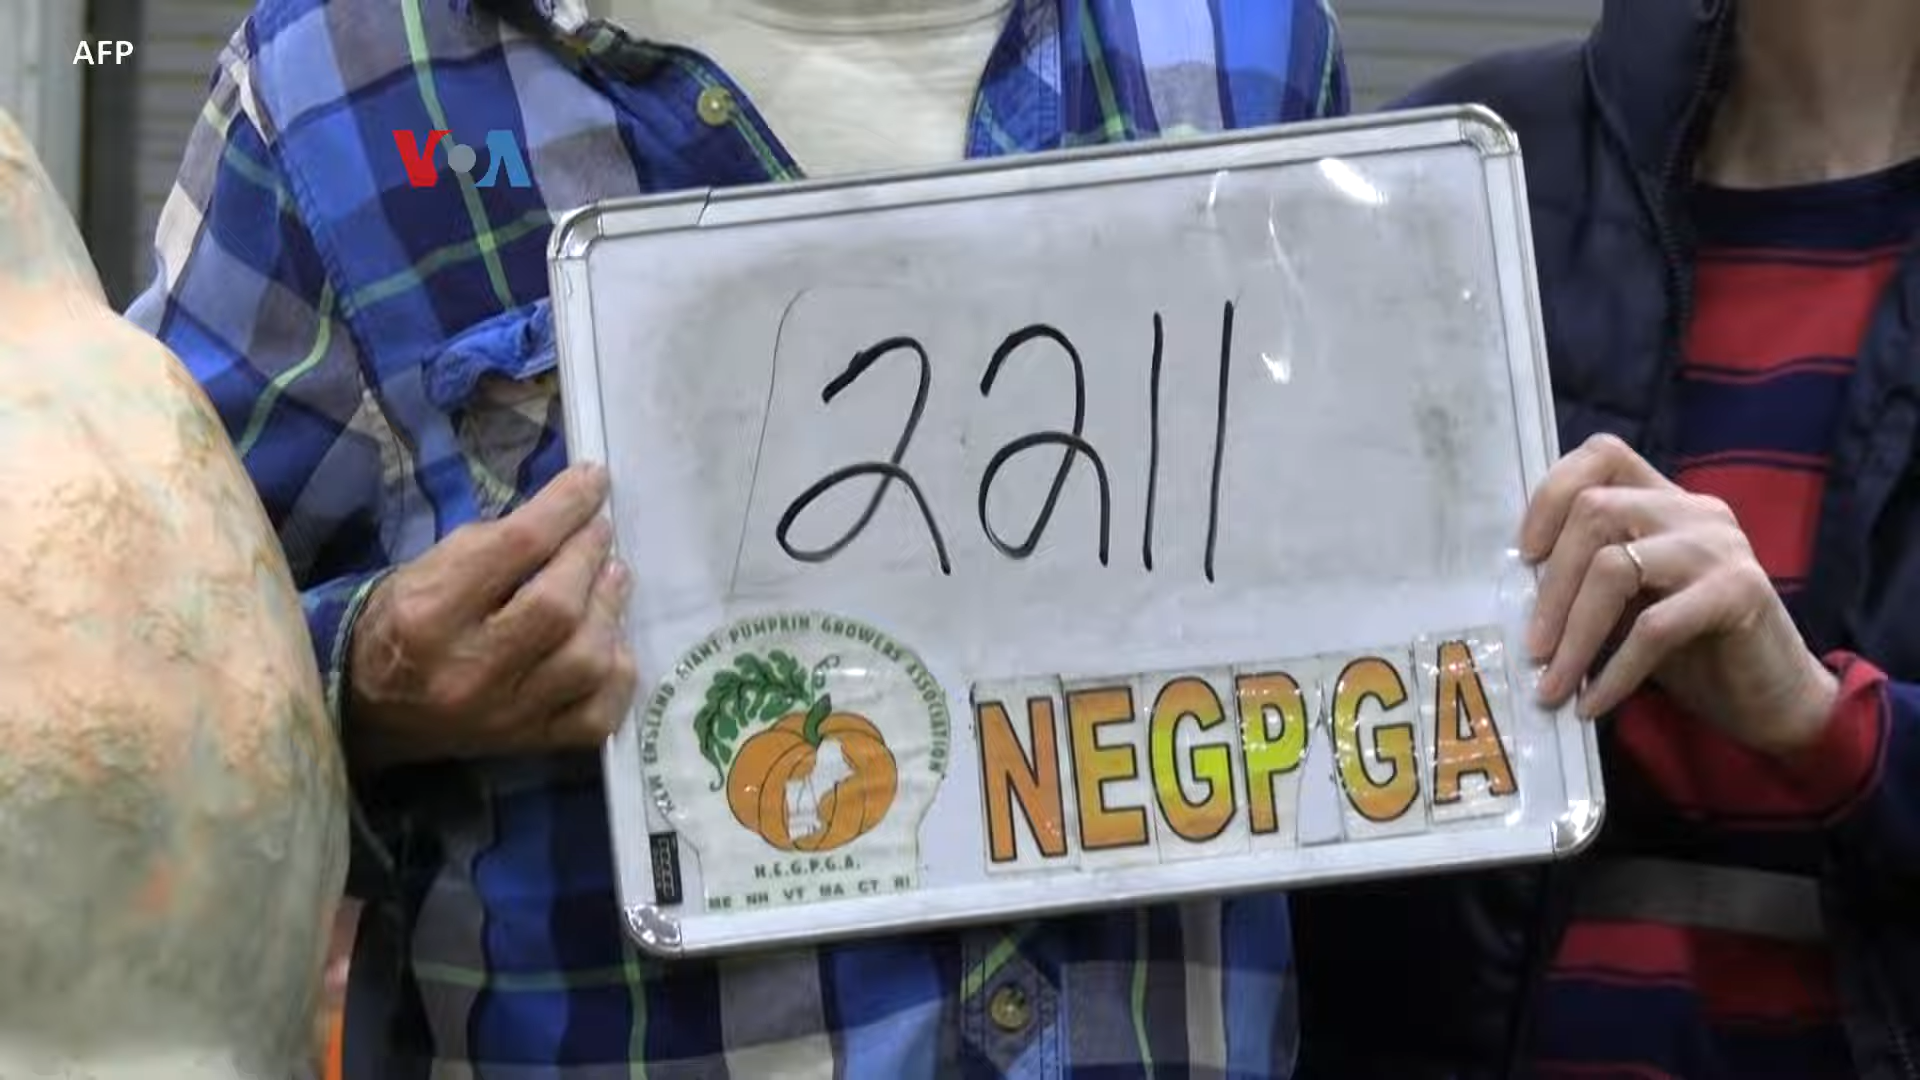 AFP
VOA
2211
NEW ENGLAND GIANT PUMPKIN GROWERS ASSOCIATION
NEGPGA
N.E.G.P.G.A.
ME NH VT MA CT RI